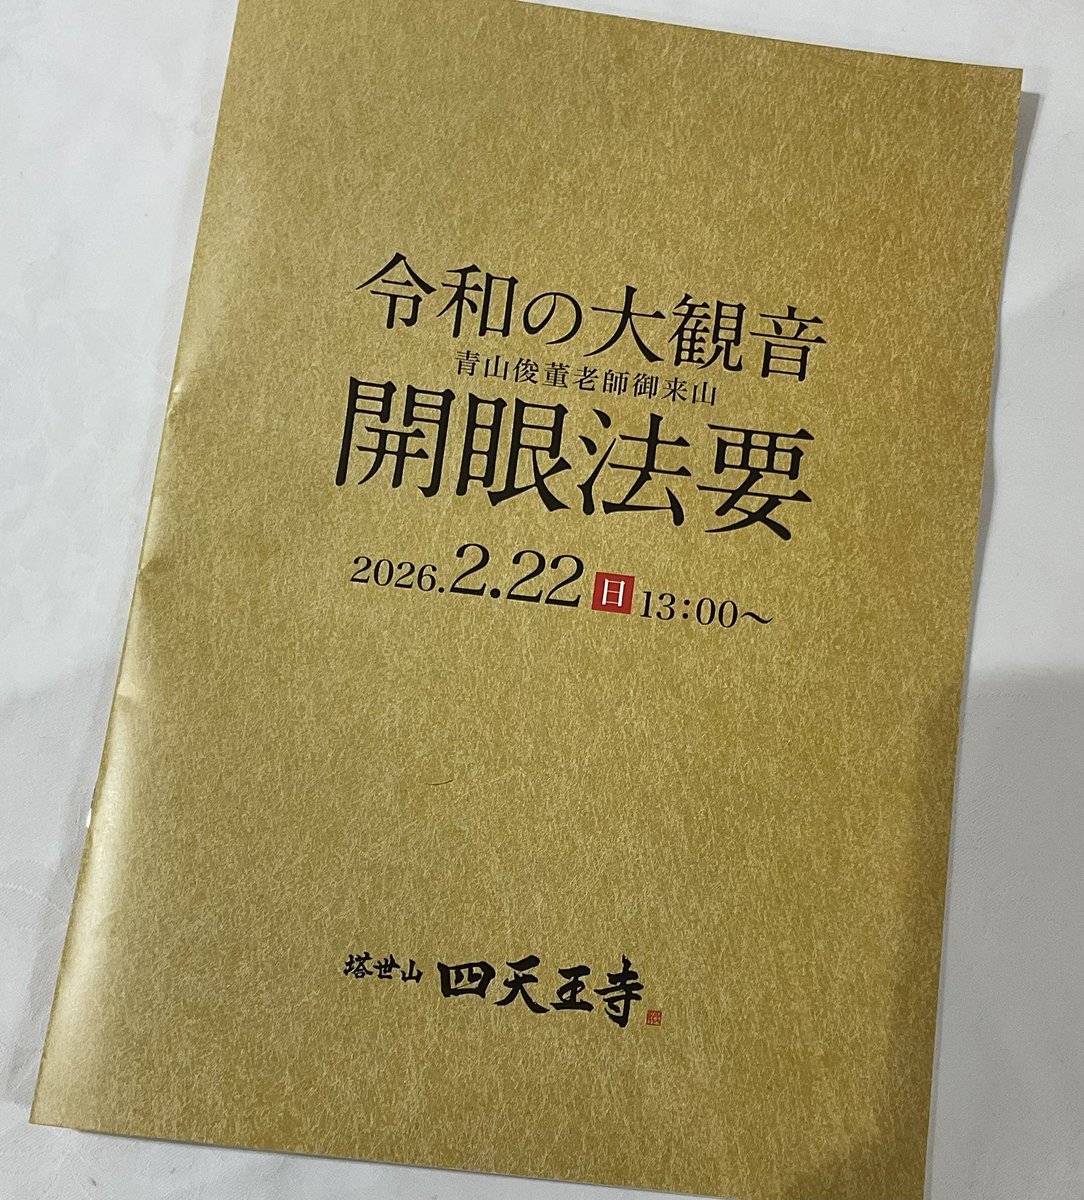 令和の大観音
青山俊董老師御来山
開眼法要
2026.2.22日13:00〜
塔世山 四天王寺